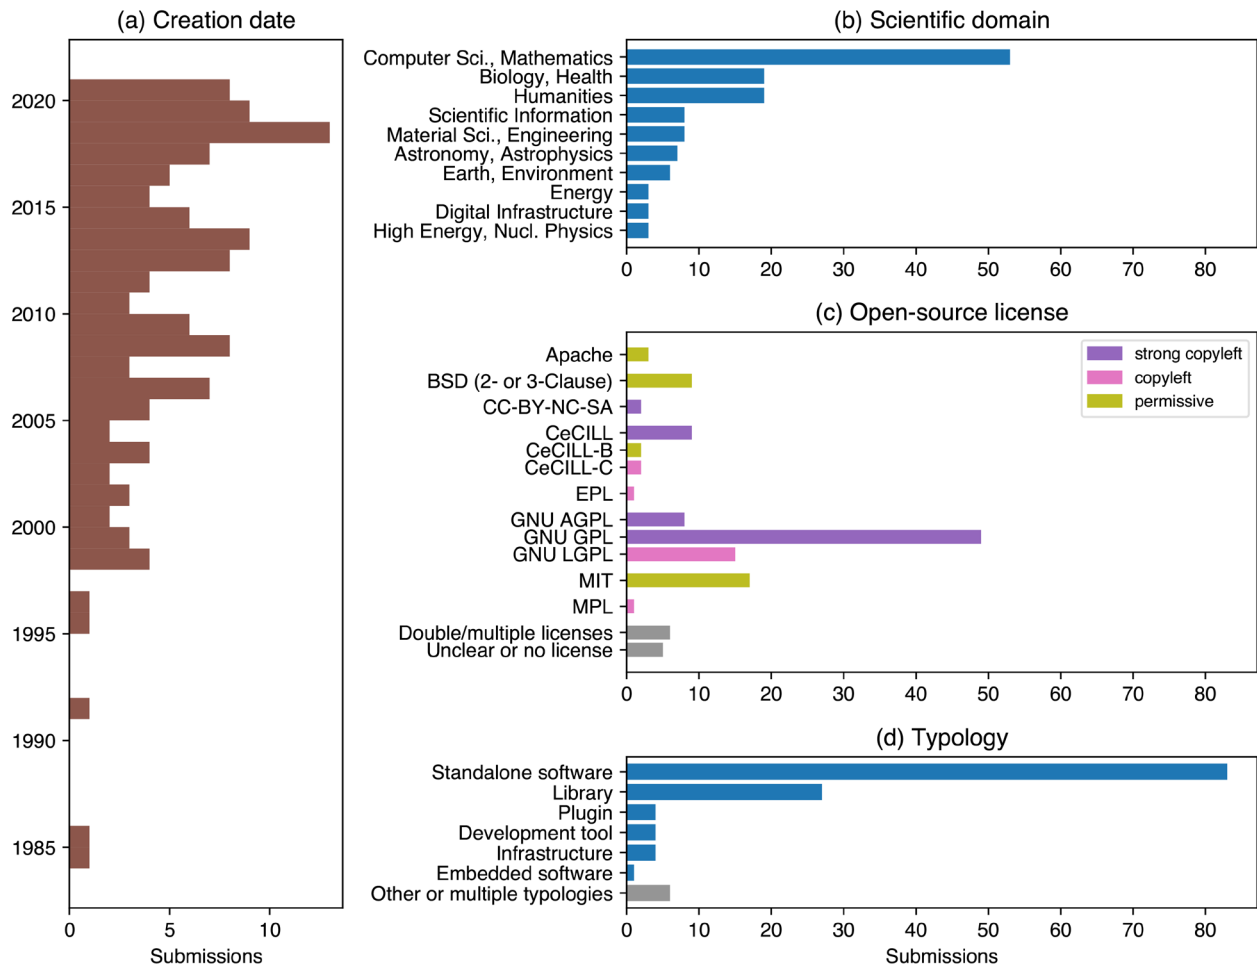 (a) Creation date
2020
2015
2010
2005
2000
1995
1990
1985
0 5 10
Submissions
(b) Scientific domain
Computer Sci., Mathematics
Biology, Health
Humanities
Scientific Information
Material Sci., Engineering
Astronomy, Astrophysics
Earth, Environment
Energy
Digital Infrastructure
High Energy, Nucl. Physics
0 10 20 30 40 50 60 70 80
(c) Open-source license
Apache
BSD (2- or 3-Clause)
CC-BY-NC-SA
CeCILL
CeCILL-B
CeCILL-C
EPL
GNU AGPL
GNU GPL
GNU LGPL
MIT
MPL
Double/multiple licenses
Unclear or no license
strong copyleft
copyleft
permissive
0 10 20 30 40 50 60 70 80
(d) Typology
Standalone software
Library
Plugin
Development tool
Infrastructure
Embedded software
Other or multiple typologies
0 10 20 30 40 50 60 70 80
Submissions